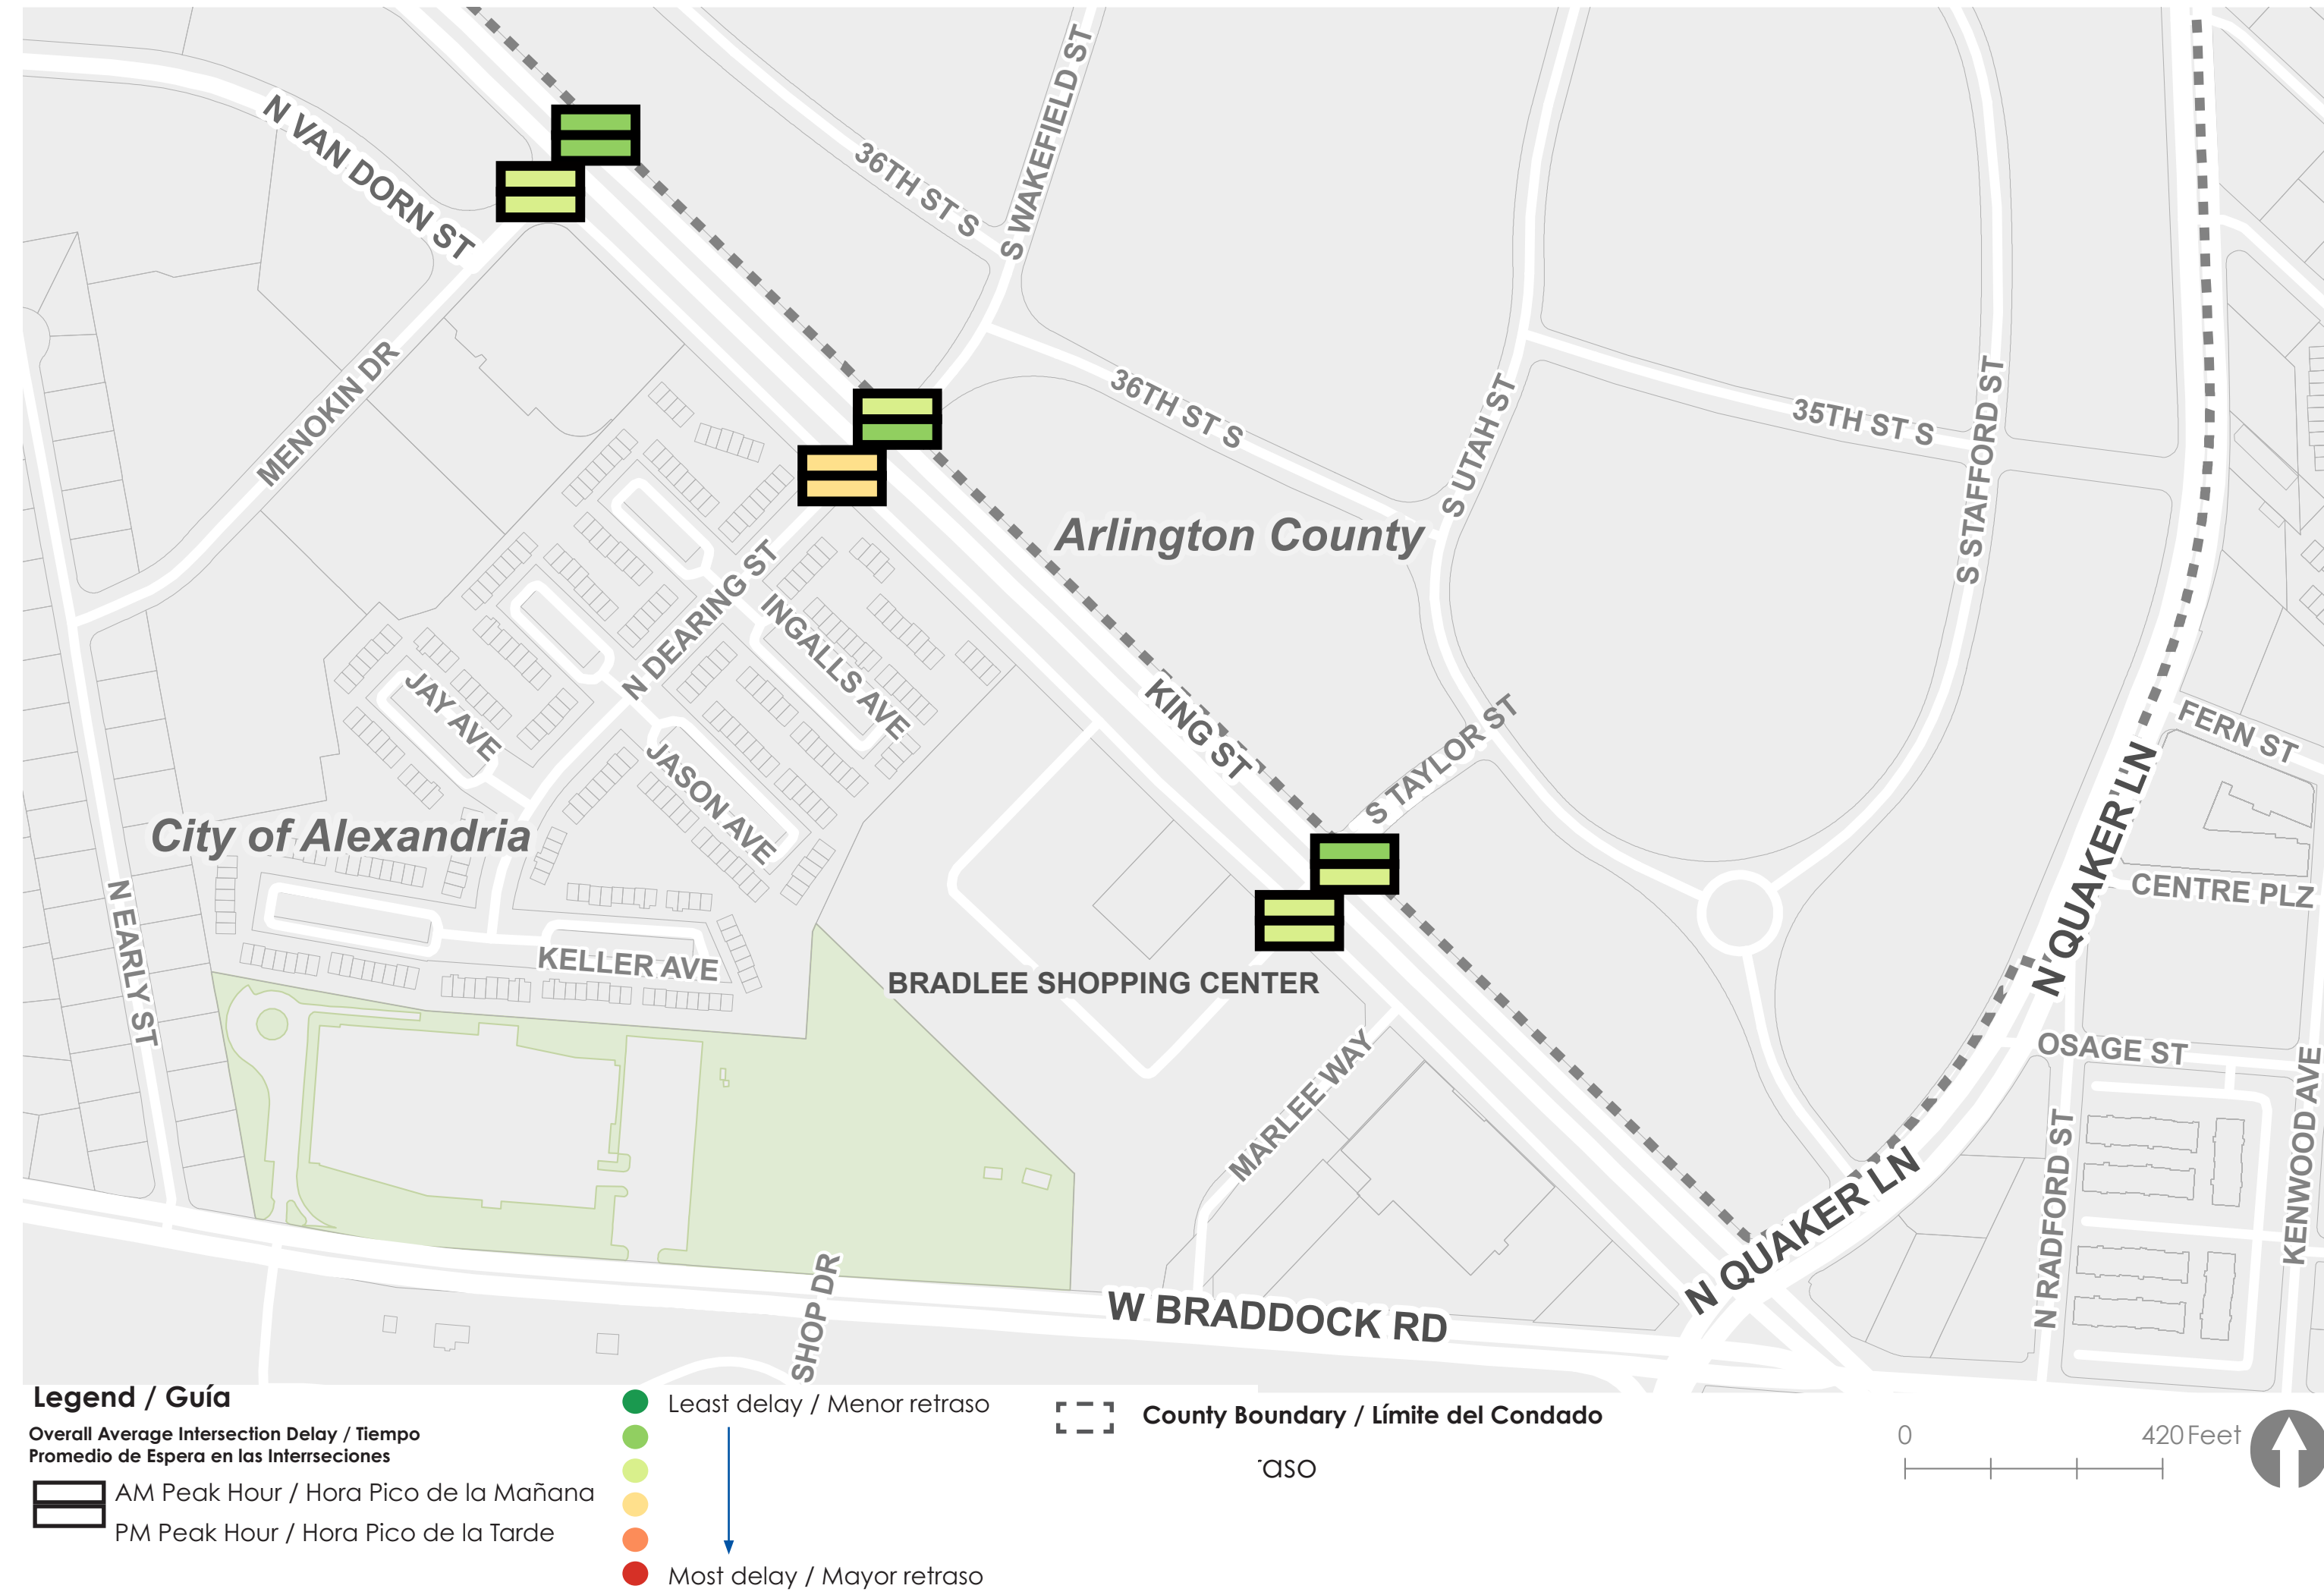 N VAN DORN ST
36TH ST S
S WAKEFIELD ST
MENOKIN DR
36TH ST S
S UTAH ST
35TH ST S
S STAFFORD ST
Arlington County
N DEARING ST
INGALLS AVE
JAY AVE
JASON AVE
KING ST
S TAYLOR ST
FERN ST
N QUAKER LN
City of Alexandria
CENTRE PLZ
N EARLY ST
KELLER AVE
BRADLEE SHOPPING CENTER
MARLEE WAY
OSAGE ST
N RADFORD ST
KENWOOD AVE
N QUAKER LN
SHOP DR
W BRADDOCK RD
Legend / Guía
Overall Average Intersection Delay / Tiempo
Promedio de Espera en las Interrseciones
AM Peak Hour / Hora Pico de la Mañana
PM Peak Hour / Hora Pico de la Tarde
Least delay / Menor retraso
Most delay / Mayor retraso
County Boundary / Límite del Condado
raso
0 420 Feet